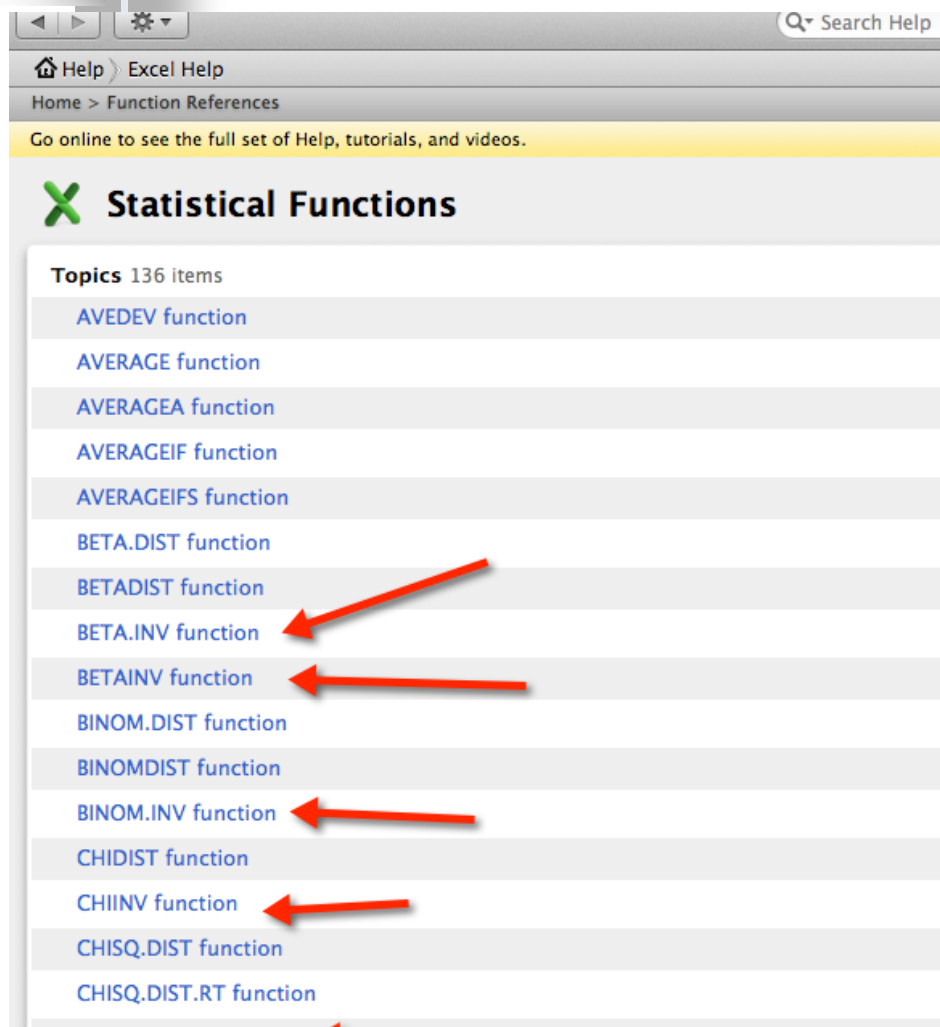 Search Help
Help > Excel Help
Home > Function References
Go online to see the full set of Help, tutorials, and videos.
Statistical Functions
Topics 136 items
AVEDEV function
AVERAGE function
AVERAGEA function
AVERAGEIF function
AVERAGEIFS function
BETA.DIST function
BETADIST function
BETA.INV function
BETAINV function
BINOM.DIST function
BINOMDIST function
BINOM.INV function
CHIDIST function
CHIINV function
CHISQ.DIST function
CHISQ.DIST.RT function